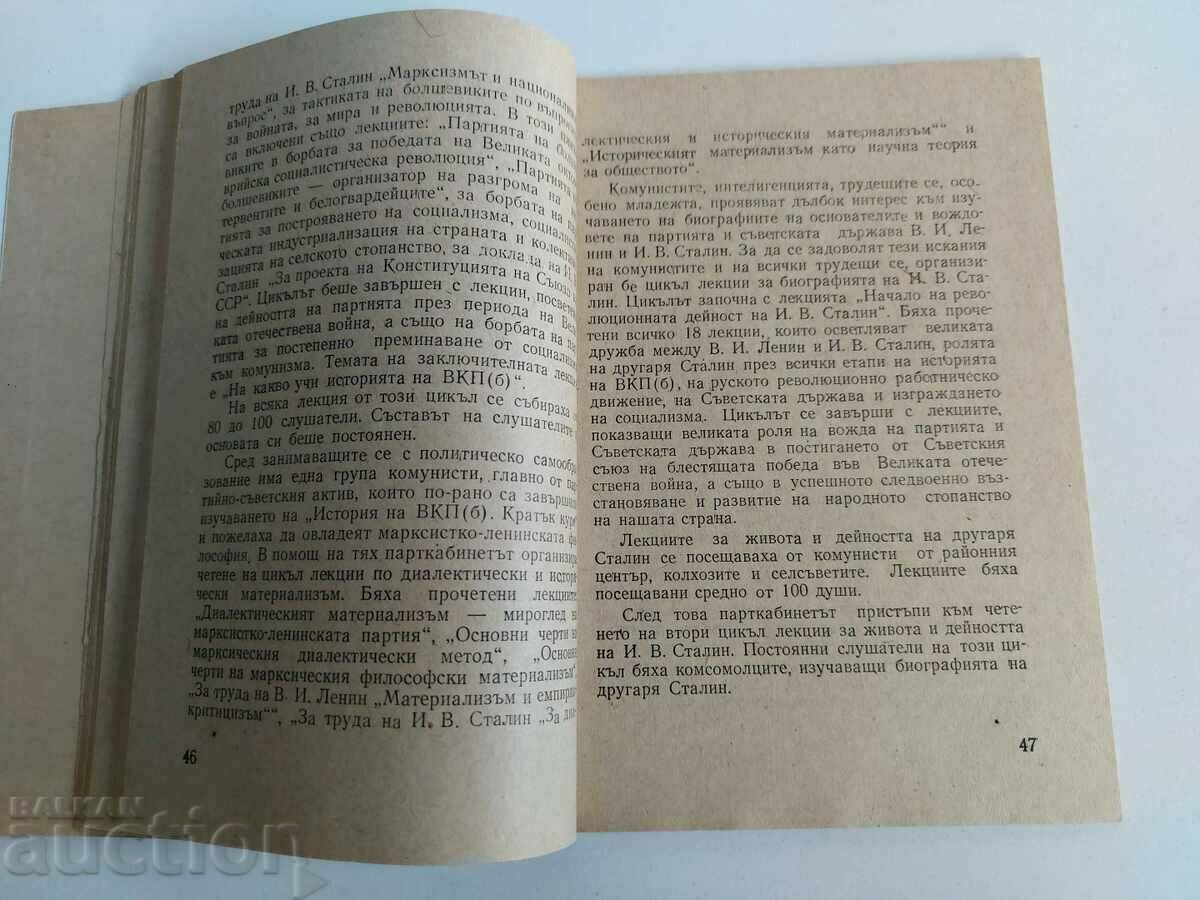 труда на И. В. Сталин „Марксизмът и национални
въпрос“, за тактиката на болшевиките по въпроси
за войната, за мира и революцията. В този
са включени също лекциите: „Партията на
виките в борбата за победата на Великата
врийска социалистическа революция“, „Партията
болшевиките — организатор на разгрома на
тервентите и белогвардейците“, за борбата на
тията за построяването на социализма,
ческата индустриализация на страната и
зацията на селското стопанство, за доклада на И.
Сталин „За проекта на Конституцията на Съюза
ССР“. Цикълът беше завършен с лекции,
на дейността на партията през периода на
ката отечествена война, а също на борбата на
тията за постепенно преминаване от
към комунизма. Темата на заключителната
е „На какво учи историята на ВКП(б)“.
На всяка лекция от този цикъл се събираха
80 до 100 слушатели. Съставът на слушателите
основата си беше постоянен.
Сред занимаващите се с политическо самообра
зование има една група комунисти, главно от
тийно-съветския актив, които по-рано са
изучаването на „История на ВКП(б). Кратък
и пожелаха да овладеят марксистко-ленинската
лософия. В помощ на тях парткабинетът
четене на цикъл лекции по диалектически и
чески материализъм. Бяха прочетени лекциите
„Диалектическият материализъм — мироглед
марксистко-ленинската партия“, „Основни черти на
марксическия диалектически метод“, „Основни
черти на марксическия философски материализъм“
„За труда на В. И. Ленин „Материализъм и емпирио
критицизъм““, „За труда на И. В. Сталин „За
46
лектическия и историческия материализъм““ и
„Историческият материализъм като научна теория
за обществото“.
Комунистите, интелигенцията, трудещите се, осо-
бено младежта, проявяват дълбок интерес към изу-
чаването на биографиите на основателите и вождо-
вете на партията и съветската държава В. И. Ле-
нин и И. В. Сталин. За да се задоволят тези искания
на комунистите и на всички трудещи се, организи-
ран бе цикъл лекции за биографията на И. В. Ста-
лин. Цикълът започна с лекцията „Начало на рево-
люционната дейност на И. В. Сталин“. Бяха проче-
тени всичко 18 лекции, които осветляват великата
дружба между В. И. Ленин и И. В. Сталин, ролята
на другаря Сталин през всички етапи на историята
на ВКП(б), на руското революционно работническо
движение, на Съветската държава и изграждането
на социализма. Цикълът се завърши с лекциите,
показващи великата роля на вожда на партията и
Съветската държава в постигането от Съветския
съюз на блестящата победа във Великата отече-
ствена война, а също в успешното следвоенно въз-
становяване и развитие на народното стопанство
на нашата страна.
Лекциите за живота и дейността на другаря
Сталин се посещаваха от комунисти от районния
център, колхозите и селсъветите. Лекциите бяха
посещавани средно от 100 души.
След това парткабинетът пристъпи към чете-
нето на втори цикъл лекции за живота и дейността
на И. В. Сталин. Постоянни слушатели на този ци-
къл бяха комсомолците, изучаващи биографията на
другаря Сталин.
47
BALKAN
auction